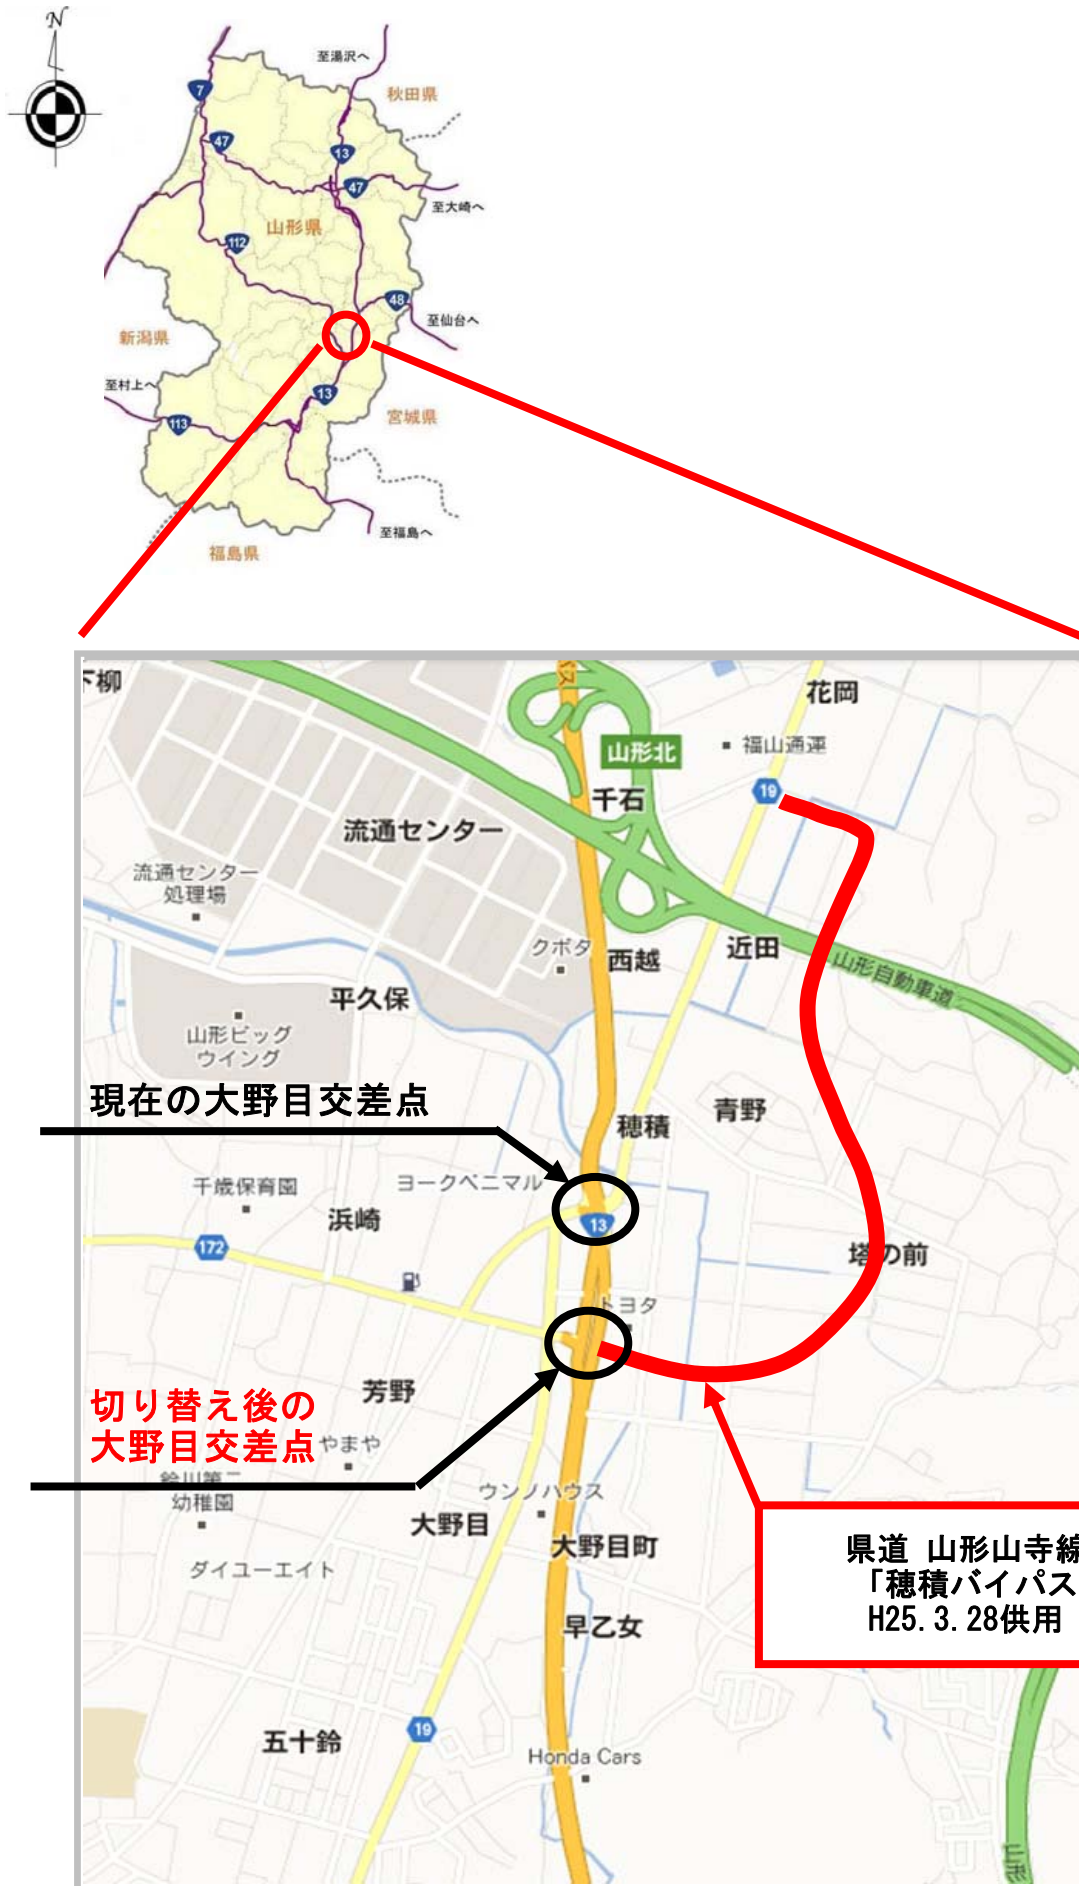 N
至湯沢へ
秋田県
7
47
13
47
至大崎へ
山形県
112
48
至仙台へ
新潟県
至村上へ
13
113
宮城県
至福島へ
福島県
下柳
バス
花岡
山形北
福山通運
19
千石
流通センター
流通センター
処理場
クボタ
西越
近田
山形自動車道
平久保
山形ビッグ
ウイング
現在の大野目交差点
穂積
青野
千歳保育園
ヨークベニマル
浜崎
13
172
塔の前
トヨタ
切り替え後の
大野目交差点
芳野
やまや
鈴川第二
幼稚園
ウンノハウス
大野目
大野目町
ダイユーエイト
県道 山形山寺線
「穂積バイパス
H25.3.28供用
早乙女
五十鈴
19
Honda Cars
山形